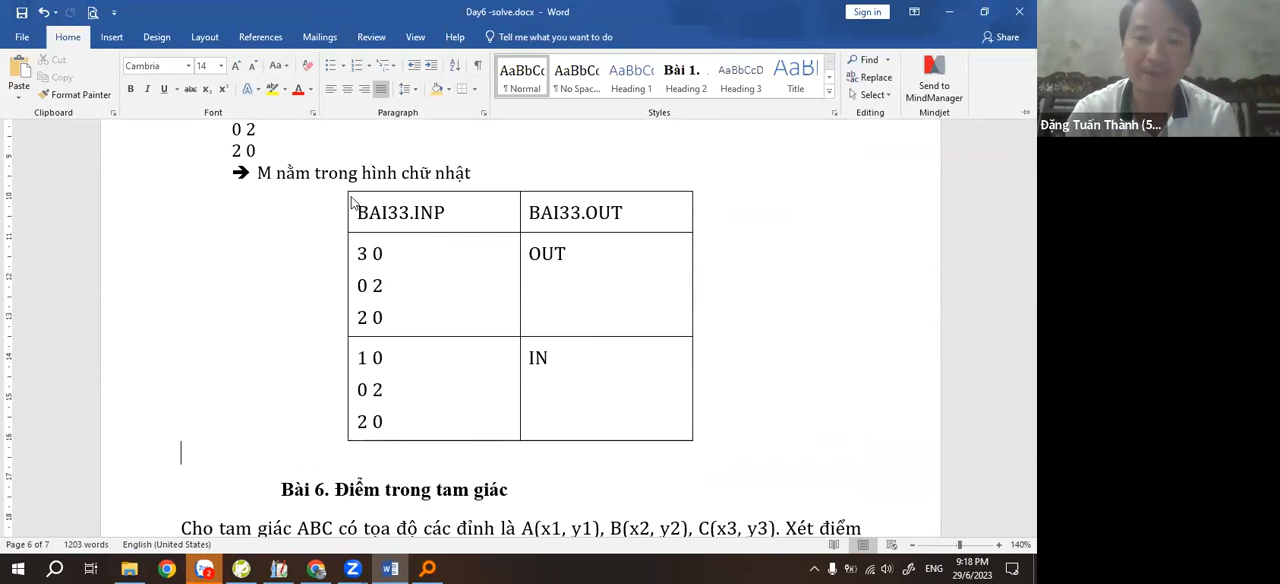 Day6 -solve.docx - Word
Sign in
File Home Insert Design Layout References Mailings Review View Help Tell me what you want to do Share
Paste
Cut
Copy
Format Painter
Cambria 14
Clipboard Font Paragraph Styles Editing Mindjet
AaBbCc AaBbCc AaBbCc Bài 1. AaBbCcD AaBl
¶ Normal ¶ No Spac... Heading 1 Heading 2 Heading 3 Title
Find
Replace
Select
Send to
MindManager
Đặng Tuấn Thành (5...
0 2
2 0
➔ M nằm trong hình chữ nhật
BAI33.INP BAI33.OUT
3 0 OUT
0 2
2 0
1 0 IN
0 2
2 0
Bài 6. Điểm trong tam giác
Cho tam giác ABC có tọa độ các đỉnh là A(x1, y1), B(x2, y2), C(x3, y3). Xét điểm
Page 6 of 7 1203 words English (United States) 140%
ENG
9:18 PM
29/6/2023